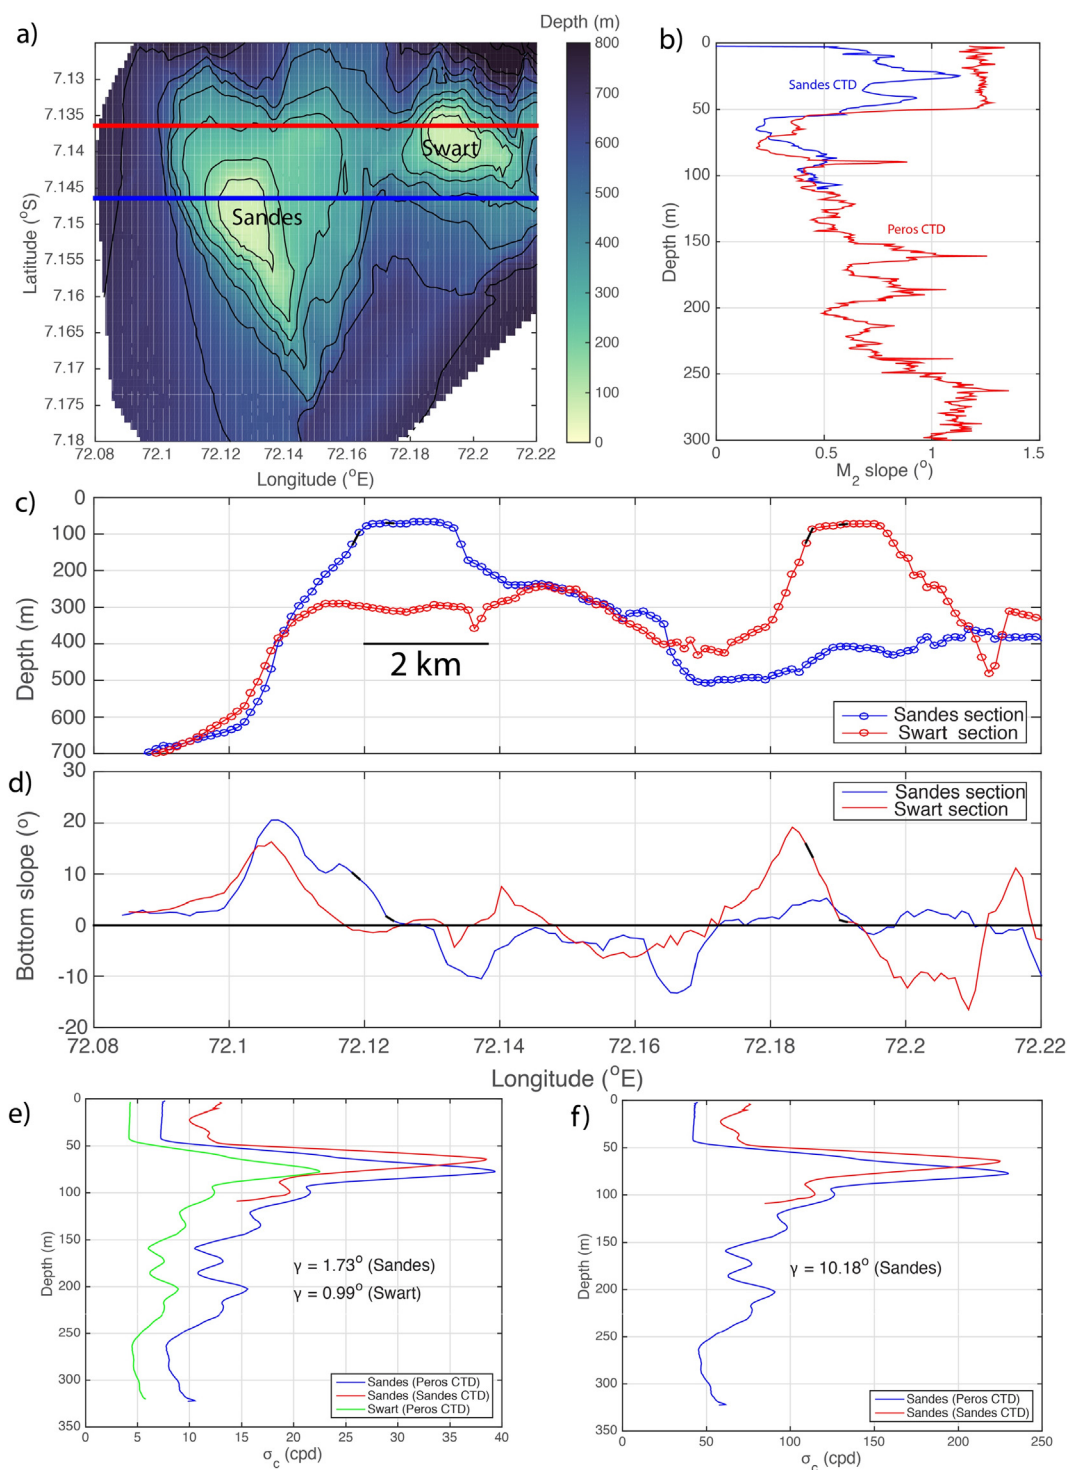 a)
Depth (m)
800
700
600
500
400
300
200
100
0
7.13
7.135
7.14
7.145
7.15
7.155
7.16
7.165
7.17
7.175
7.18
Latitude (°S)
Swart
Sandes
72.08 72.1 72.12 72.14 72.16 72.18 72.2 72.22
Longitude (°E)
b)
0
50
100
150
200
250
300
Depth (m)
Sandes CTD
Peros CTD
0 0.5 1 1.5
M2 slope (°)
c)
0
100
200
300
400
500
600
700
Depth (m)
2 km
Sandes section
Swart section
d)
30
20
10
0
-10
-20
Bottom slope (°)
Sandes section
Swart section
72.08 72.1 72.12 72.14 72.16 72.18 72.2 72.22
Longitude (°E)
e)
0
50
100
150
200
250
300
350
Depth (m)
γ = 1.73° (Sandes)
γ = 0.99° (Swart)
Sandes (Peros CTD)
Sandes (Sandes CTD)
Swart (Peros CTD)
0 5 10 15 20 25 30 35 40
σc (cpd)
f)
0
50
100
150
200
250
300
350
Depth (m)
γ = 10.18° (Sandes)
Sandes (Peros CTD)
Sandes (Sandes CTD)
0 50 100 150 200 250
σc (cpd)